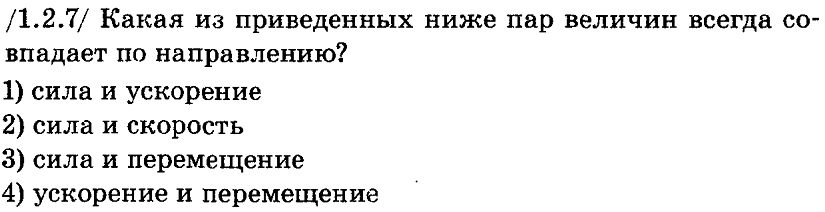 /1.2.7/ Какая из приведенных ниже пар величин всегда со-
впадает по направлению?
1) сила и ускорение
2) сила и скорость
3) сила и перемещение
4) ускорение и перемещение